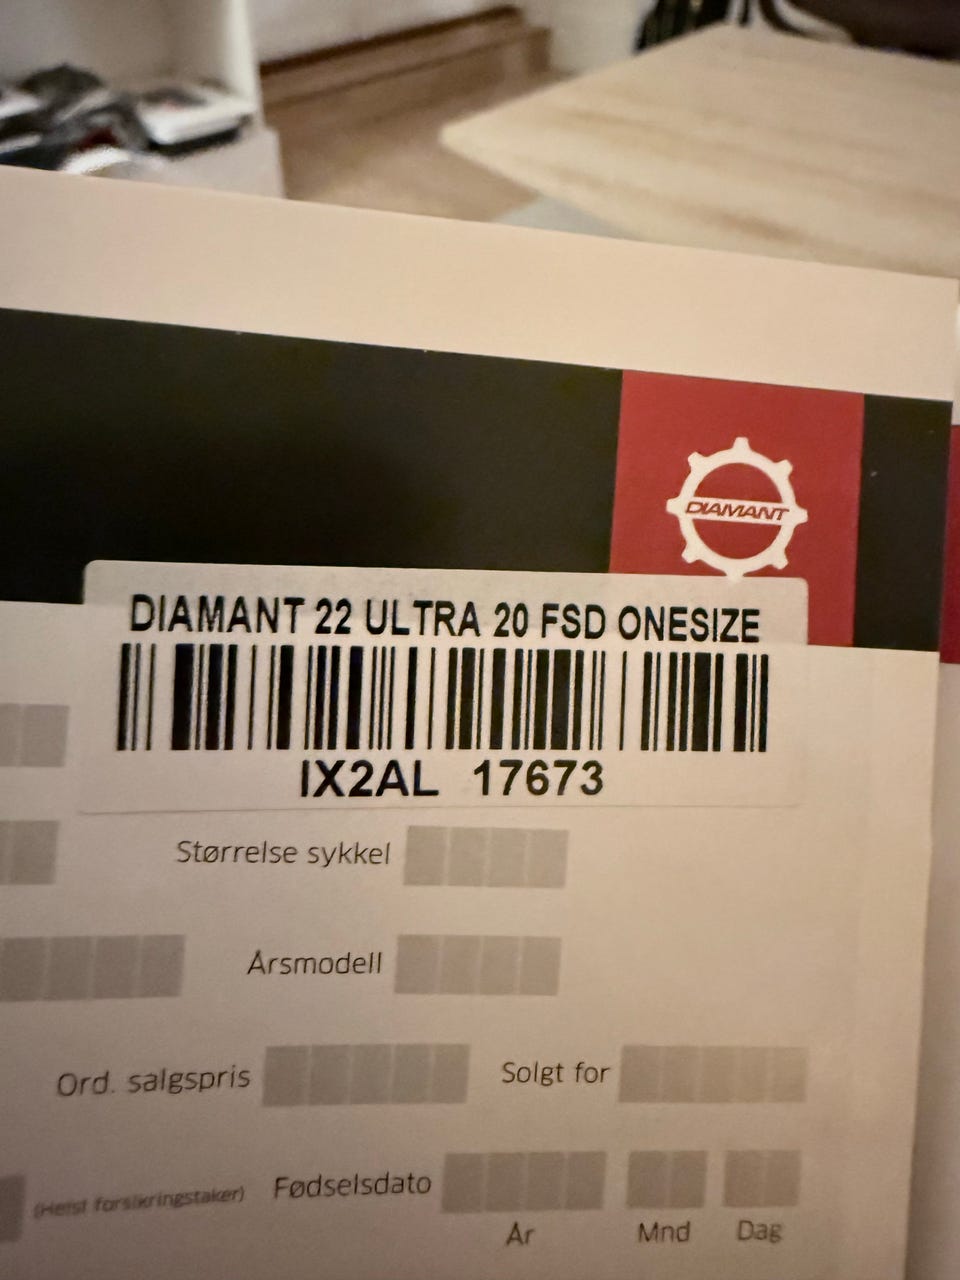 DIAMANT
DIAMANT 22 ULTRA 20 FSD ONESIZE
IX2AL 17673
Størrelse sykkel
Årsmodell
Ord. salgspris
Solgt for
(Helst forsikringstaker)
Fødselsdato
År
Mnd
Dag